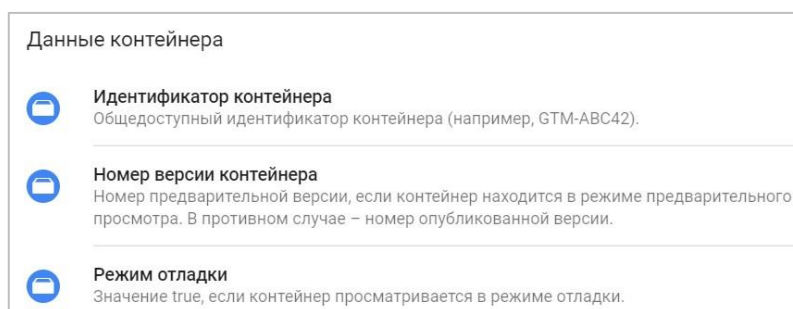 Данные контейнера
Идентификатор контейнера
Общедоступный идентификатор контейнера (например, GTM-ABC42).
Номер версии контейнера
Номер предварительной версии, если контейнер находится в режиме предварительного
просмотра. В противном случае – номер опубликованной версии.
Режим отладки
Значение true, если контейнер просматривается в режиме отладки.